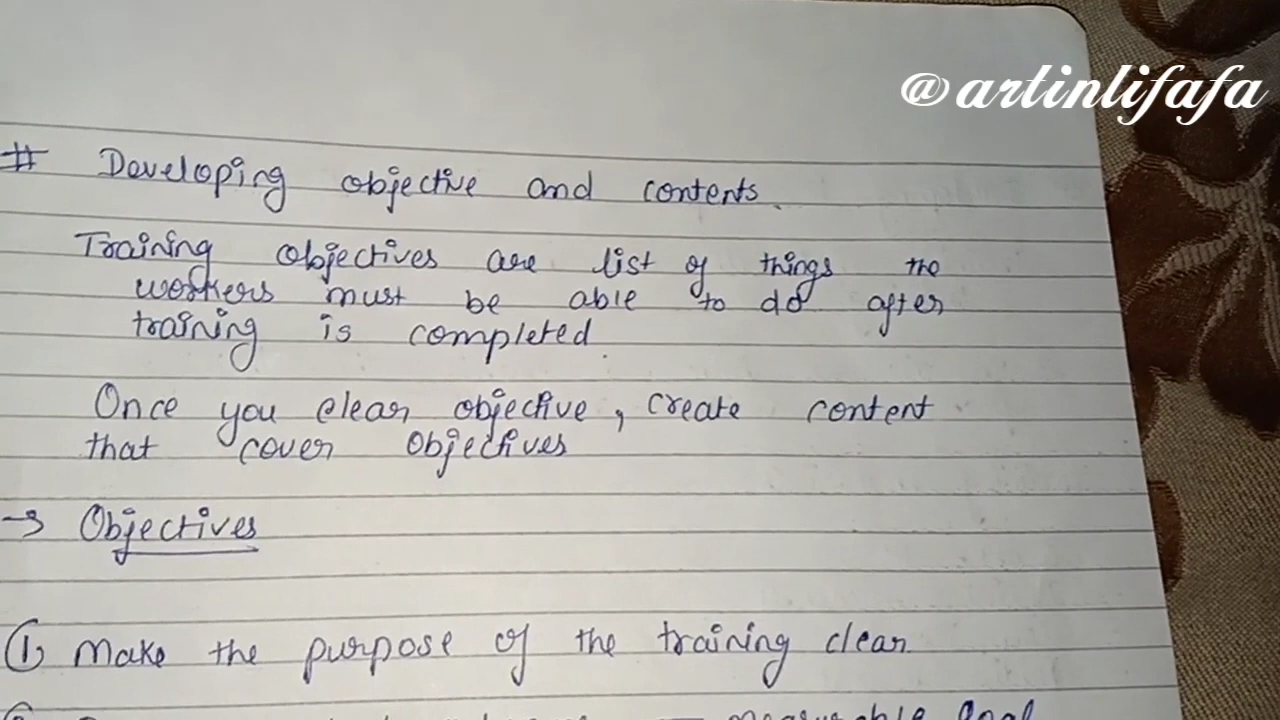 @artinlifafa
# Developing objective and contents.
Training objectives are list of things the
workers must be able to do after
training is completed.
Once you clear objective, create content
that cover objectives
→ Objectives
① Make the purpose of the training clear
measurable goal